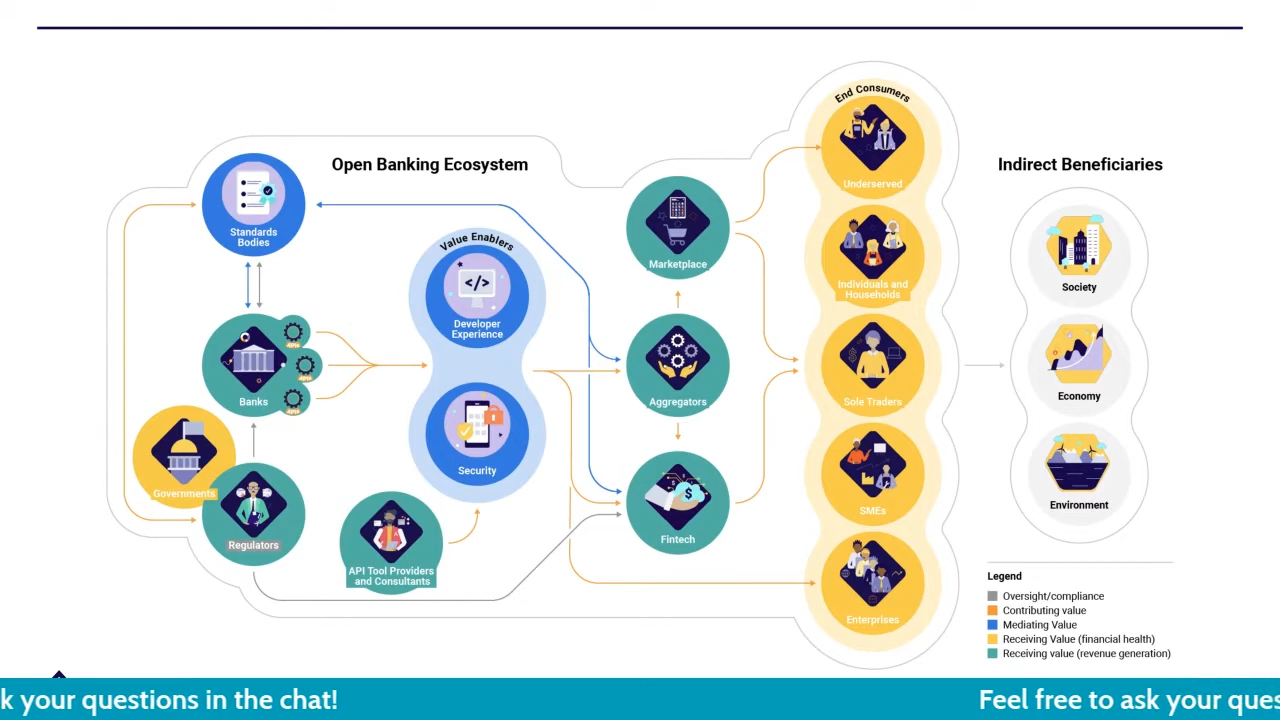 Open Banking Ecosystem
Standards
Bodies
Banks
APIs
APIs
APIs
Governments
Regulators
API Tool Providers
and Consultants
Value Enablers
Developer
Experience
</>
Security
Marketplace
Aggregators
Fintech
End Consumers
Underserved
Individuals and
Households
Sole Traders
SMEs
Enterprises
Indirect Beneficiaries
Society
Economy
Environment
Legend
Oversight/compliance
Contributing value
Mediating Value
Receiving Value (financial health)
Receiving value (revenue generation)
k your questions in the chat!
Feel free to ask your ques